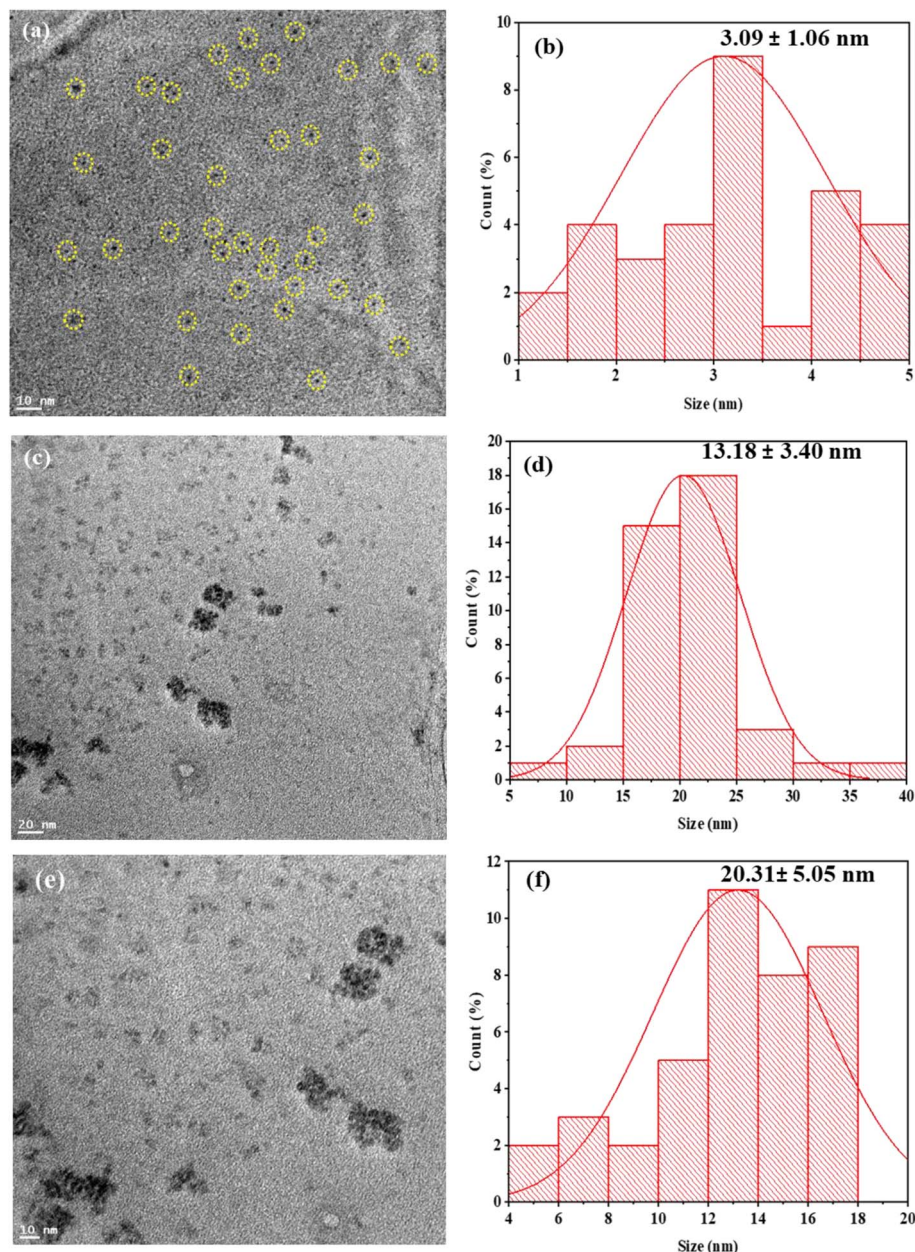 (a)
10 nm
(b)
3.09 ± 1.06 nm
10
8
6
4
2
0
Count (%)
1 2 3 4 5
Size (nm)
(c)
20 nm
(d)
13.18 ± 3.40 nm
20
18
16
14
12
10
8
6
4
2
0
Count (%)
5 10 15 20 25 30 35 40
Size (nm)
(e)
10 nm
(f)
20.31± 5.05 nm
12
10
8
6
4
2
0
Count (%)
4 6 8 10 12 14 16 18 20
Size (nm)